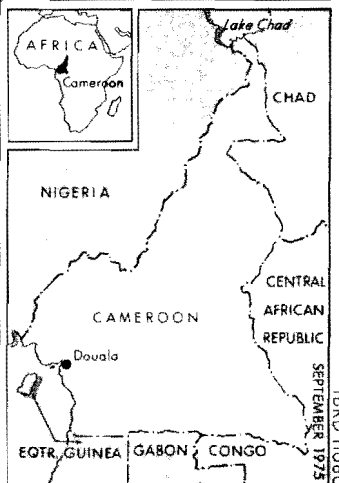 Lake Chad
AFRICA
Cameroon
CHAD
NIGERIA
CENTRAL
AFRICAN
REPUBLIC
CAMEROON
Douala
EQTR. GUINEA
GABON
CONGO
SEPTEMBER 1975